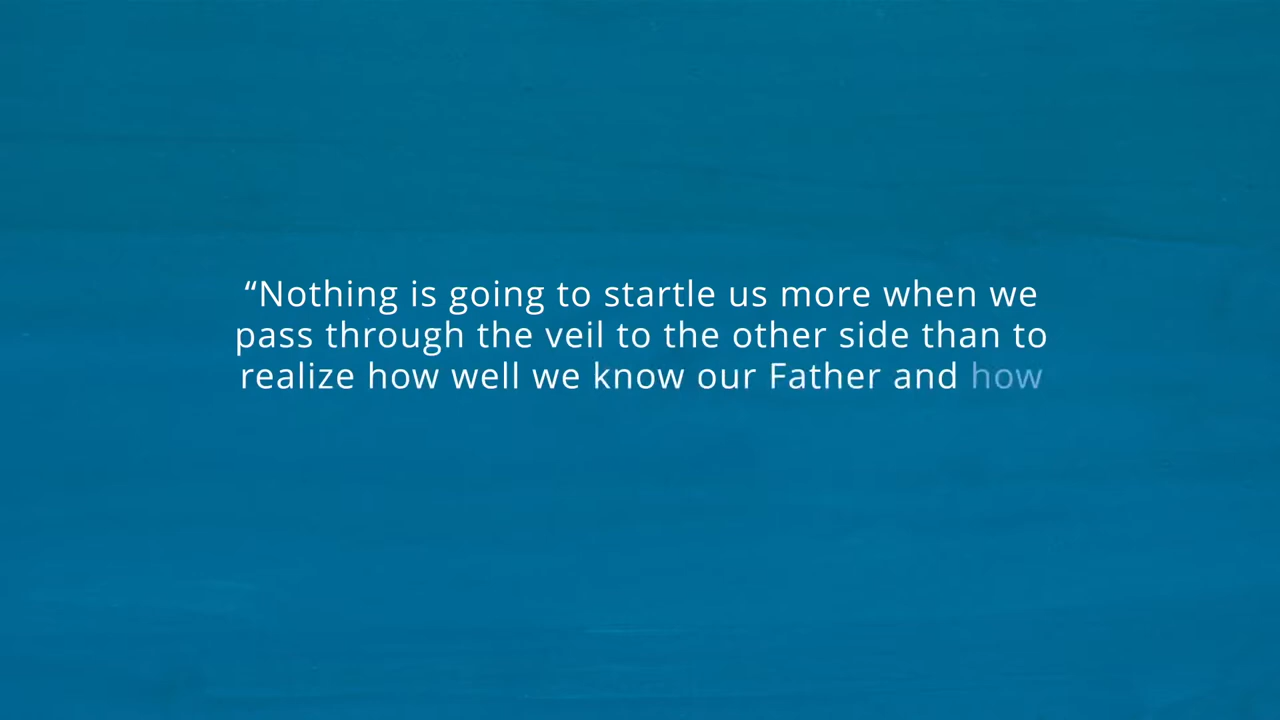 “Nothing is going to startle us more when we
pass through the veil to the other side than to
realize how well we know our Father and how